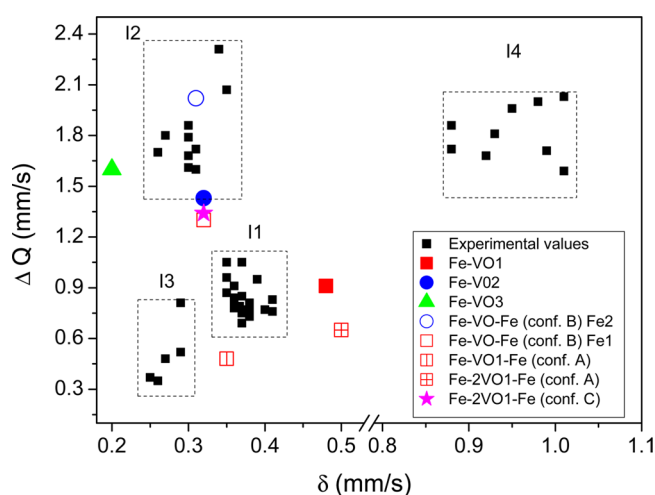 I2
I4
I1
I3
2.4
2.1
1.8
1.5
1.2
0.9
0.6
0.3
Δ Q (mm/s)
Experimental values
Fe-VO1
Fe-V02
Fe-VO3
Fe-VO-Fe (conf. B) Fe2
Fe-VO-Fe (conf. B) Fe1
Fe-VO1-Fe (conf. A)
Fe-2VO1-Fe (conf. A)
Fe-2VO1-Fe (conf. C)
0.2 0.3 0.4 0.5 0.8 0.9 1.0 1.1
δ (mm/s)